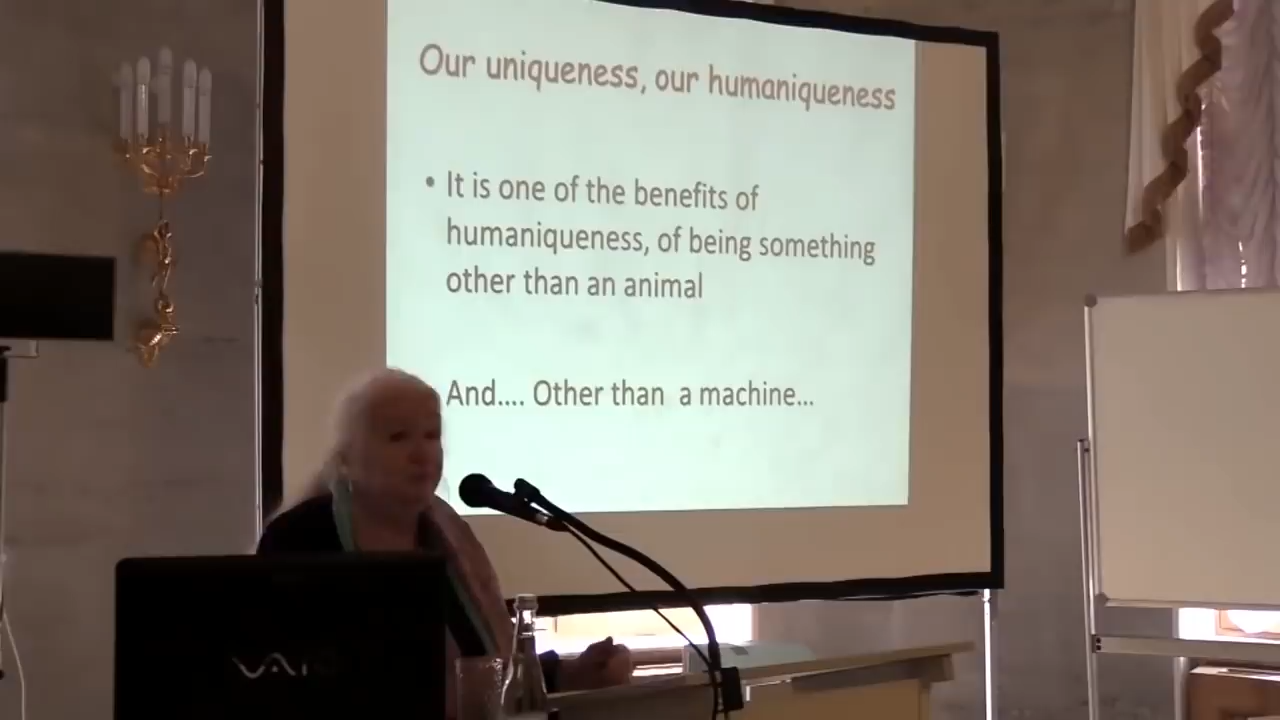 Our uniqueness, our humaniqueness
• It is one of the benefits of
humaniqueness, of being something
other than an animal
And.... Other than a machine...
VAIO